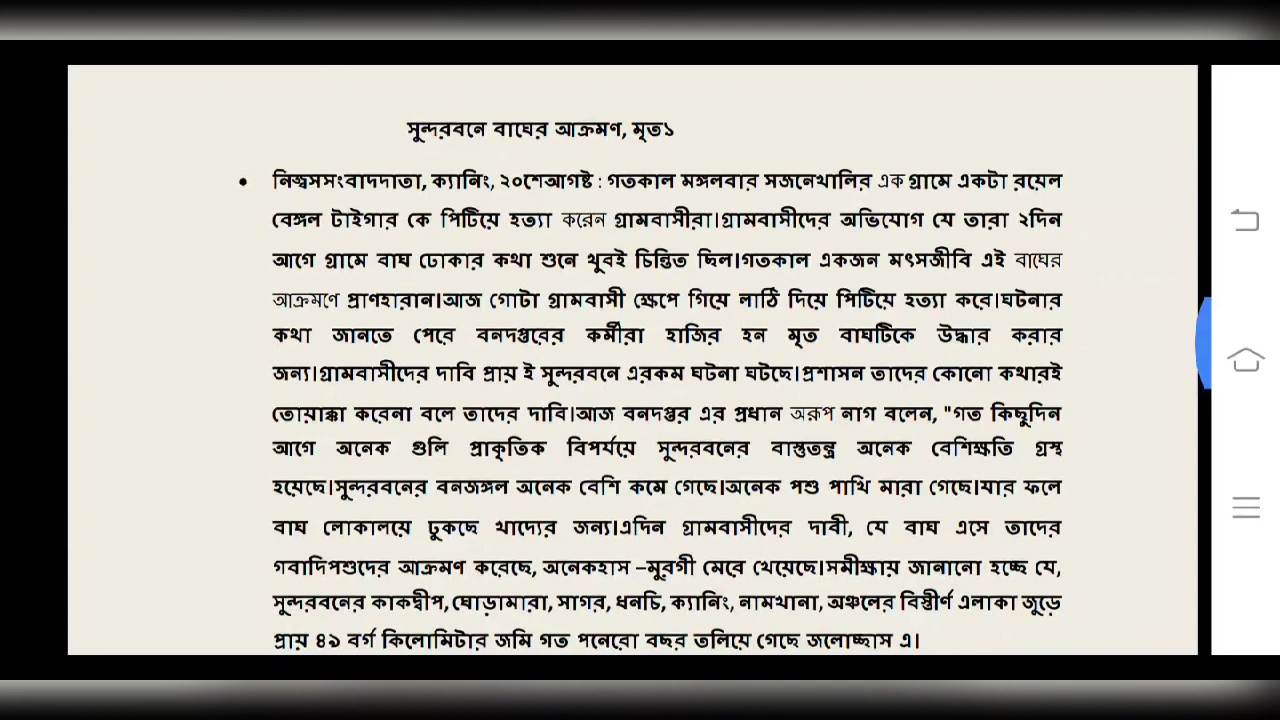 সুন্দরবনে বাঘের আক্রমণ, মৃত১
• নিজ্বসসংবাদদাতা, ক্যানিং, ২০শেআগষ্ট : গতকাল মঙ্গলবার সজনেখালির এক গ্রামে একটা রয়েল
বেঙ্গল টাইগার কে পিটিয়ে হত্যা করেন গ্রামবাসীরা।গ্রামবাসীদের অভিযোগ যে তারা ২দিন
আগে গ্রামে বাঘ ঢোকার কথা শুনে খুবই চিন্তিত ছিল।গতকাল একজন মৎসজীবি এই বাঘের
আক্রমণে প্রাণহারান।আজ গোটা গ্রামবাসী ক্ষেপে গিয়ে লাঠি দিয়ে পিটিয়ে হত্যা করে।ঘটনার
কথা জানতে পেরে বনদপ্তরের কর্মীরা হাজির হন মৃত বাঘটিকে উদ্ধার করার
জন্য।গ্রামবাসীদের দাবি প্রায় ই সুন্দরবনে এরকম ঘটনা ঘটছে।প্রশাসন তাদের কোনো কথারই
তোয়াক্কা করেনা বলে তাদের দাবি।আজ বনদপ্তর এর প্রধান অরূপ নাগ বলেন, "গত কিছুদিন
আগে অনেক গুলি প্রাকৃতিক বিপর্যয়ে সুন্দরবনের বাস্তুতন্ত্র অনেক বেশিক্ষতি গ্রস্থ
হয়েছে।সুন্দরবনের বনজঙ্গল অনেক বেশি কমে গেছে।অনেক পশু পাখি মারা গেছে।যার ফলে
বাঘ লোকালয়ে ঢুকছে খাদ্যের জন্য।এদিন গ্রামবাসীদের দাবী, যে বাঘ এসে তাদের
গবাদিপশুদের আক্রমণ করেছে, অনেকহাস –মুরগী মেরে খেয়েছে।সমীক্ষায় জানানো হচ্ছে যে,
সুন্দরবনের কাকদ্বীপ,ঘোড়ামারা, সাগর, ধনচি, ক্যানিং, নামখানা, অঞ্চলের বিস্তীর্ণ এলাকা জুড়ে
প্রায় ৪৯ বর্গ কিলোমিটার জমি গত পনেরো বছর তলিয়ে গেছে জলোচ্ছাস এ।